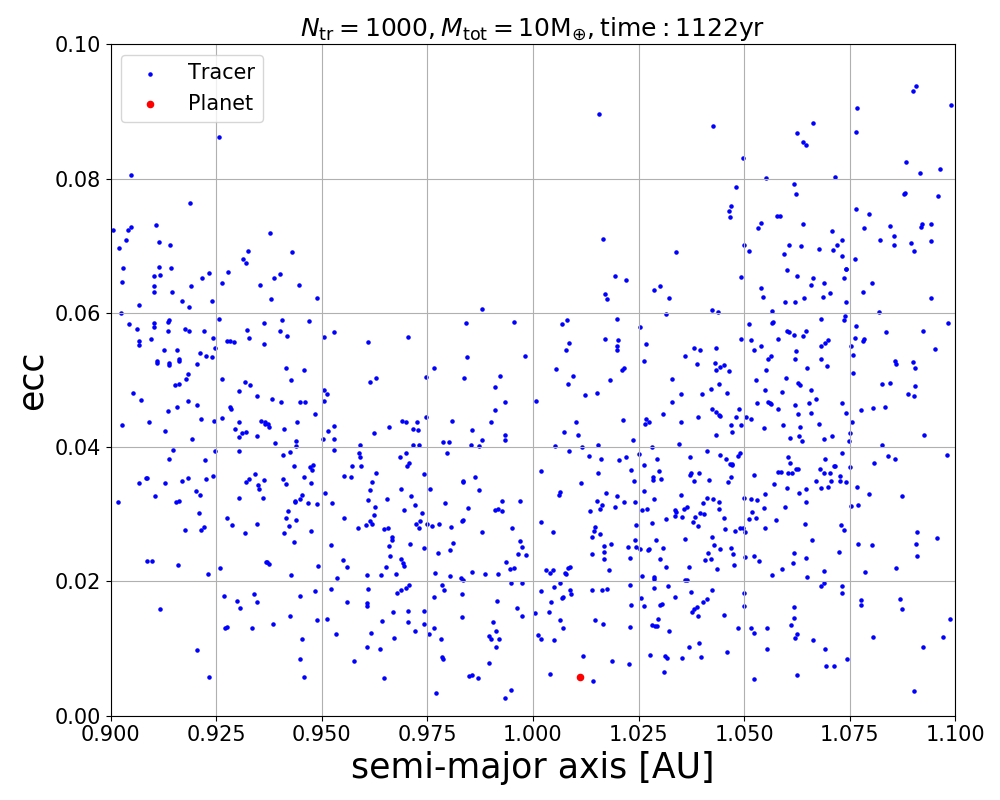 N_tr = 1000, M_tot = 10M_⊕, time : 1122yr
Tracer
Planet
ecc
0.10
0.08
0.06
0.04
0.02
0.00
0.900 0.925 0.950 0.975 1.000 1.025 1.050 1.075 1.100
semi-major axis [AU]